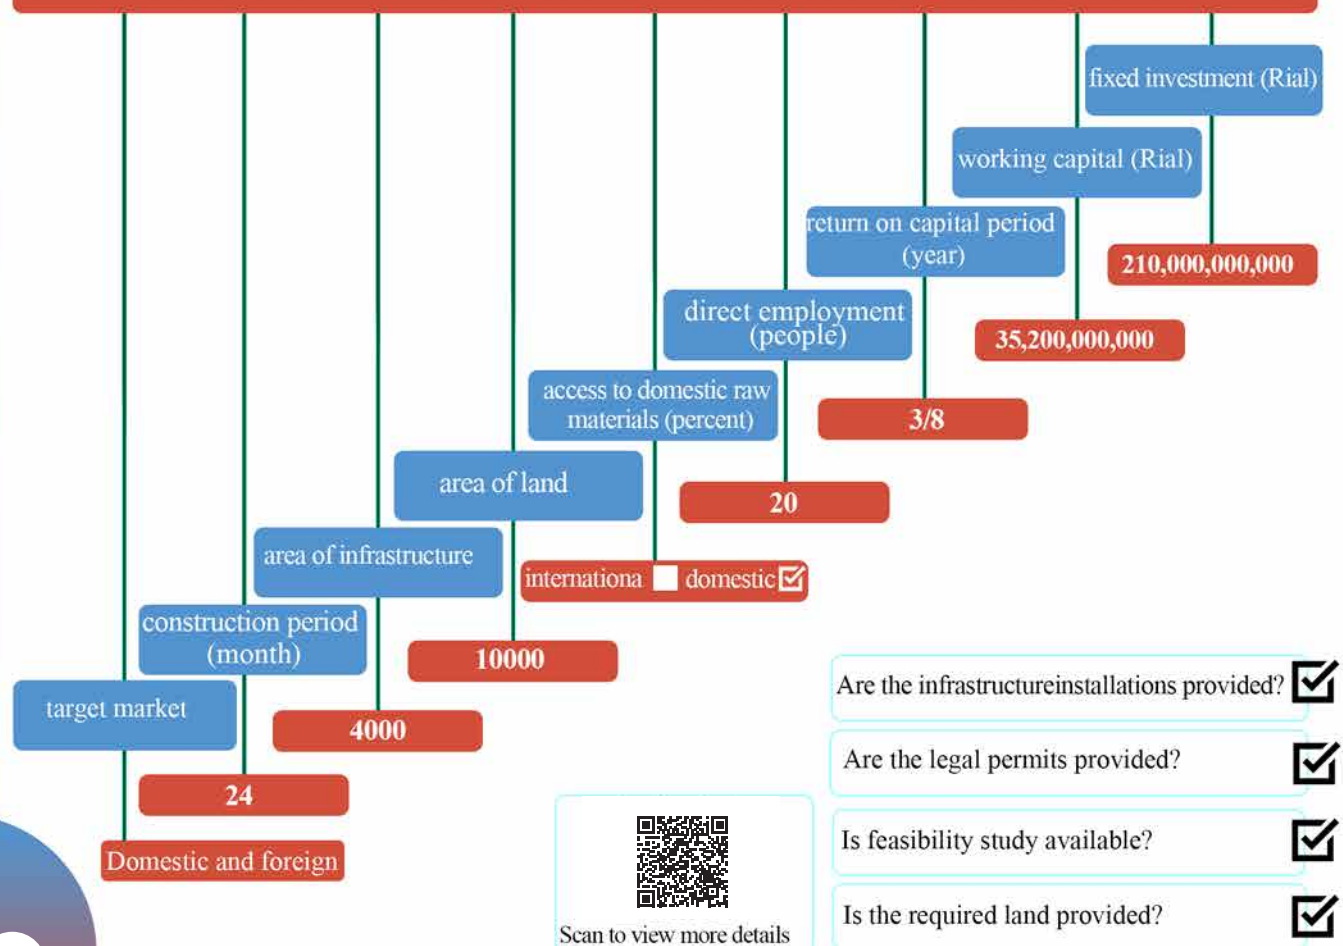 fixed investment (Rial)
working capital (Rial)
return on capital period
(year)
210,000,000,000
direct employment
(people)
35,200,000,000
access to domestic raw
materials (percent)
3/8
area of land
20
area of infrastructure
internationa domestic
construction period
(month)
10000
target market
4000
24
Domestic and foreign
Are the infrastructureinstallations provided?
Are the legal permits provided?
Is feasibility study available?
Is the required land provided?
Scan to view more details